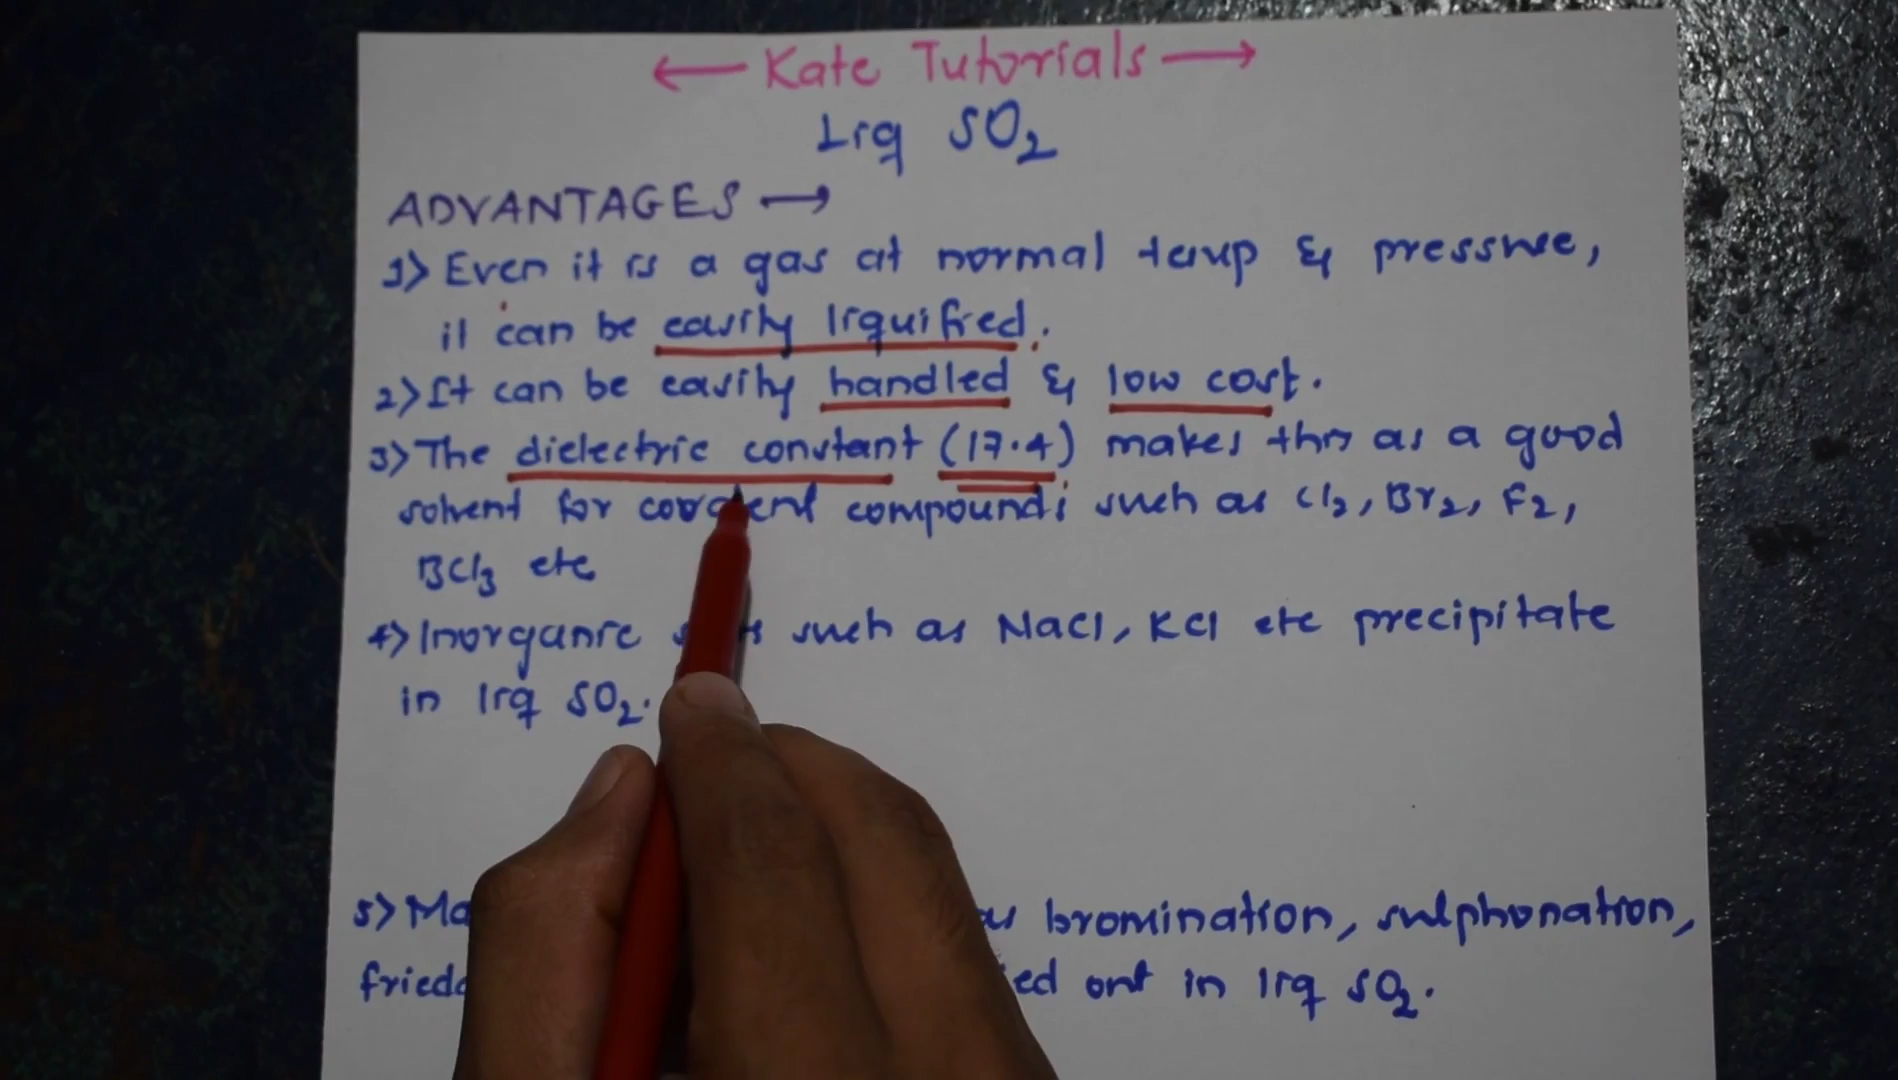 ← Kate Tutorials →
Liq SO₂
ADVANTAGES →
1) Even it is a gas at normal temp & pressure,
it can be easily liquified.
2) It can be easily handled & low cost.
3) The dielectric constant (17.4) makes this as a good
solvent for covalent compounds such as Cl₂, Br₂, F₂,
BCl₃ etc
4) Inorganic such as NaCl, KCl etc precipitate
in liq SO₂.
5) as bromination, sulphonation,
out in liq SO₂.